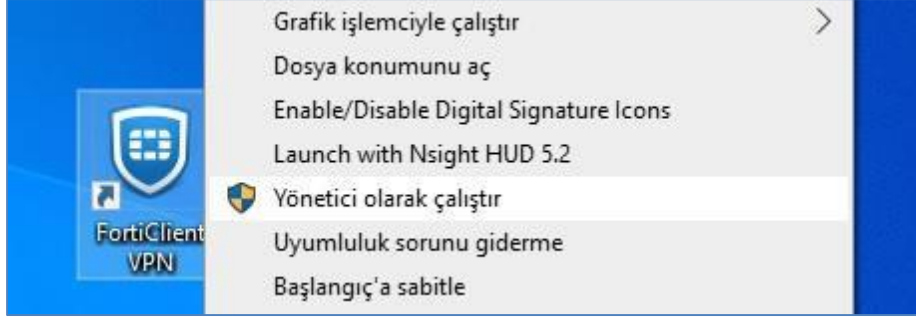 Grafik işlemciyle çalıştır
Dosya konumunu aç
Enable/Disable Digital Signature Icons
Launch with Nsight HUD 5.2
Yönetici olarak çalıştır
Uyumluluk sorunu giderme
Başlangıç'a sabitle
FortiClient
VPN